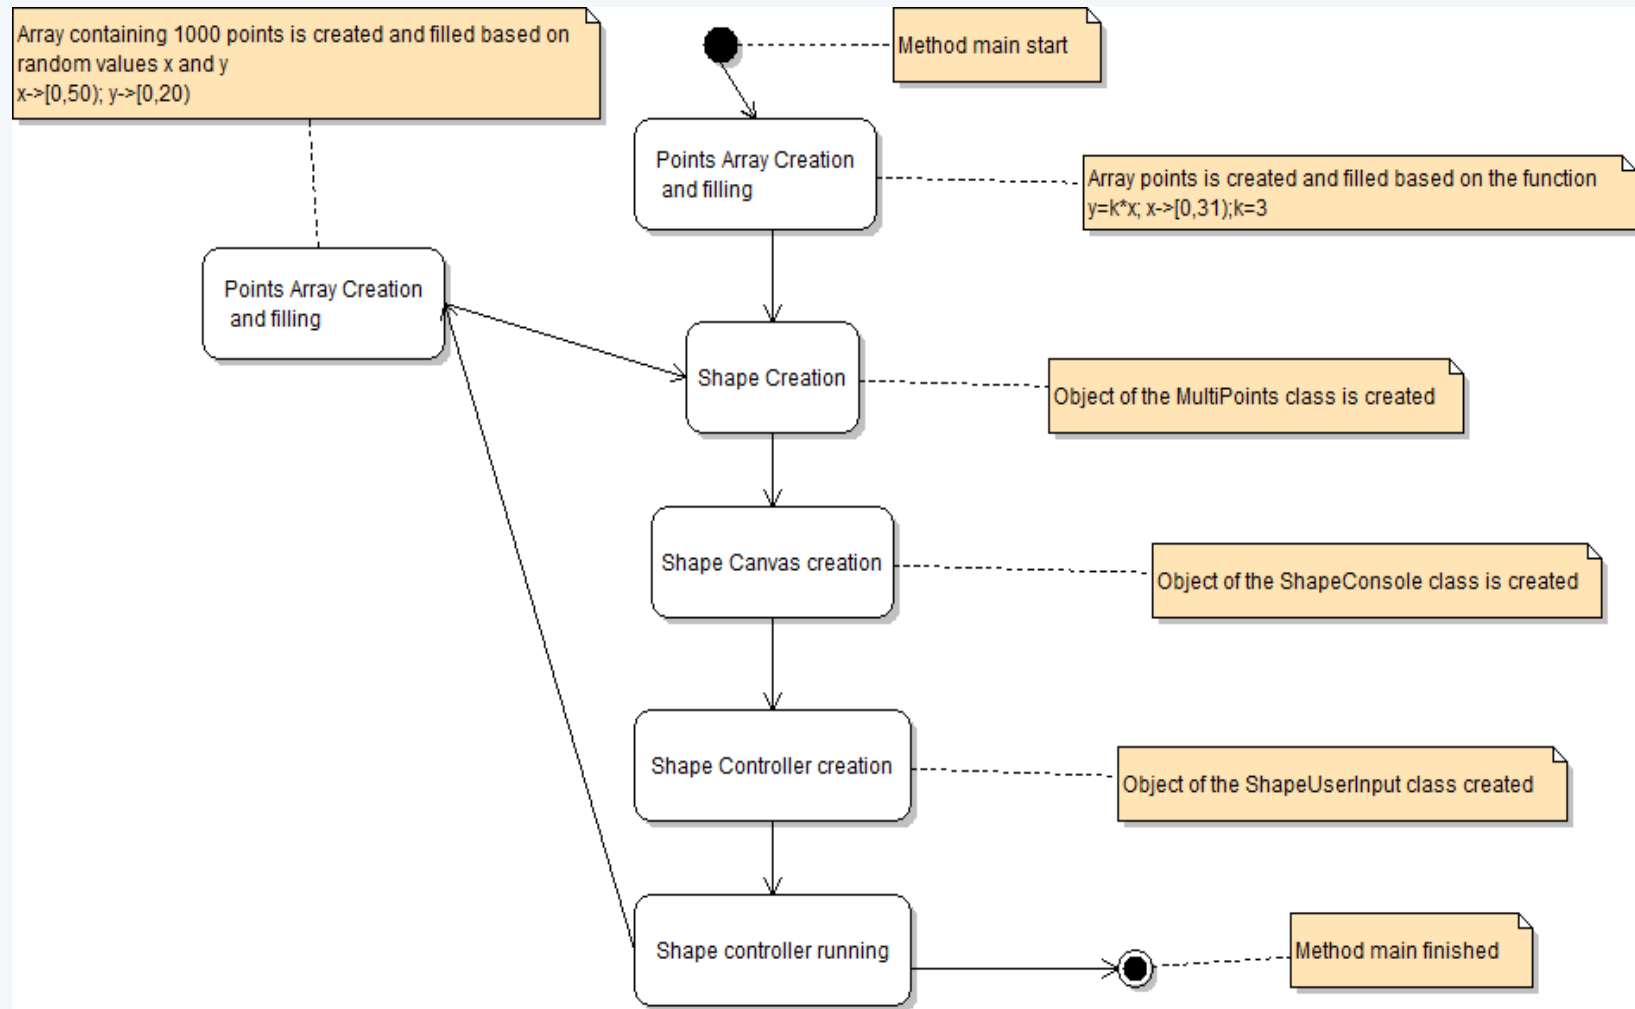 Array containing 1000 points is created and filled based on
random values x and y
x->[0,50); y->[0,20)
Method main start
Points Array Creation
and filling
Array points is created and filled based on the function
y=k*x; x->[0,31);k=3
Points Array Creation
and filling
Shape Creation
Object of the MultiPoints class is created
Shape Canvas creation
Object of the ShapeConsole class is created
Shape Controller creation
Object of the ShapeUserInput class created
Shape controller running
Method main finished